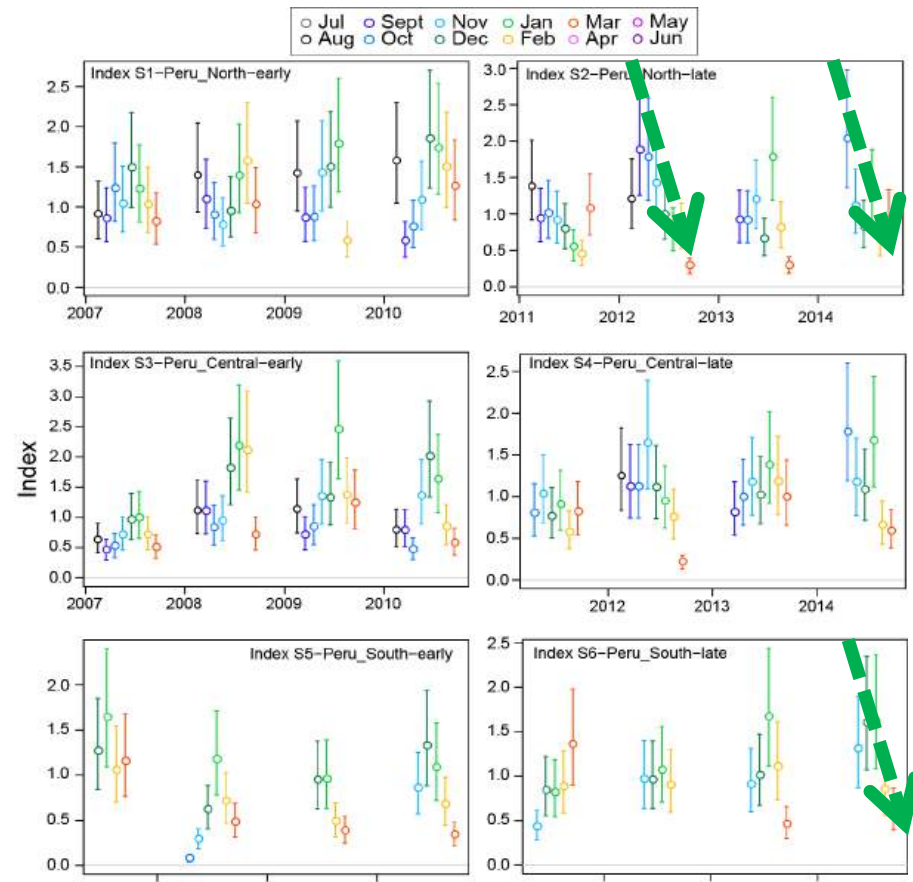 Jul Sept Nov Jan Mar May
Aug Oct Dec Feb Apr Jun
Index S1-Peru_North-early
2.5
2.0
1.5
1.0
0.5
0.0
2007 2008 2009 2010
Index S2-Peru_North-late
3.0
2.5
2.0
1.5
1.0
0.5
0.0
2011 2012 2013 2014
Index
Index S3-Peru_Central-early
3.5
3.0
2.5
2.0
1.5
1.0
0.5
0.0
2007 2008 2009 2010
Index S4-Peru_Central-late
2.5
2.0
1.5
1.0
0.5
0.0
2012 2013 2014
Index S5-Peru_South-early
2.0
1.5
1.0
0.5
0.0
Index S6-Peru_South-late
2.5
2.0
1.5
1.0
0.5
0.0